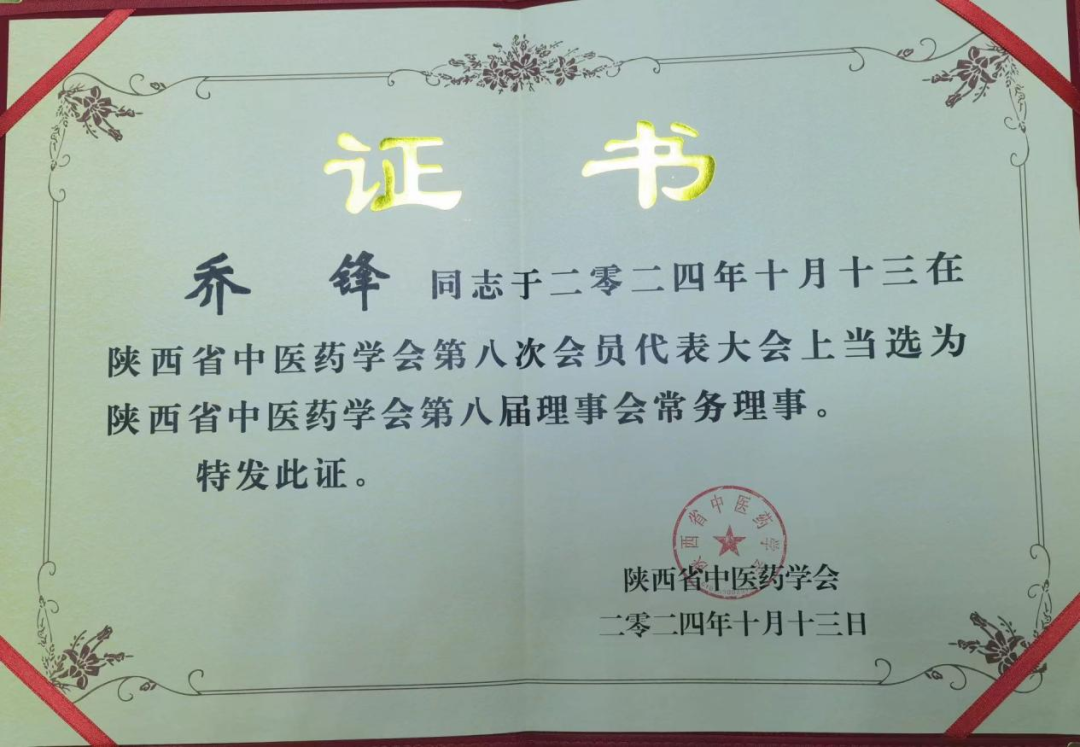 证书
乔锋 同志于二零二四年十月十三在
陕西省中医药学会第八次会员代表大会上当选为
陕西省中医药学会第八届理事会常务理事。
特发此证。
陕西省中医药学会
陕西省中医药学会
二零二四年十月十三日